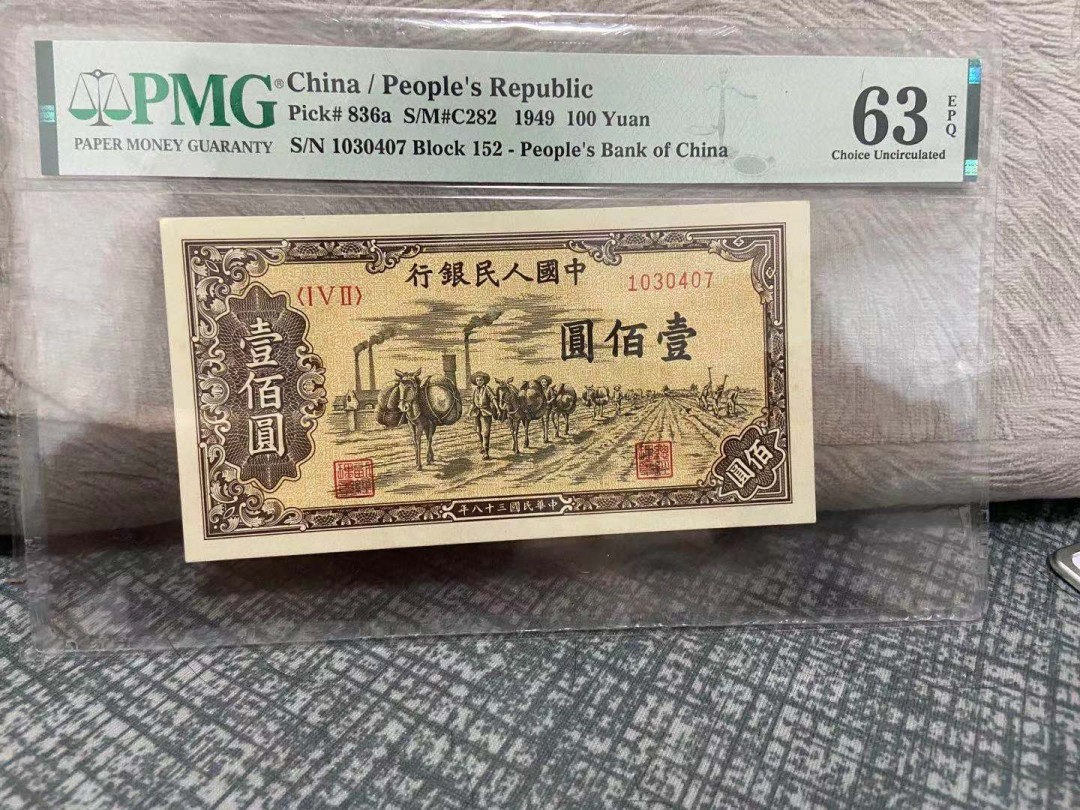 PMG®
PAPER MONEY GUARANTY
China / People's Republic
Pick# 836a S/M#C282 1949 100 Yuan
S/N 1030407 Block 152 - People's Bank of China
63
EPQ
Choice Uncirculated
中國人民銀行
〈ⅠⅤⅡ〉
1030407
壹佰圓
壹佰圓
佰圓
中華民國三十八年